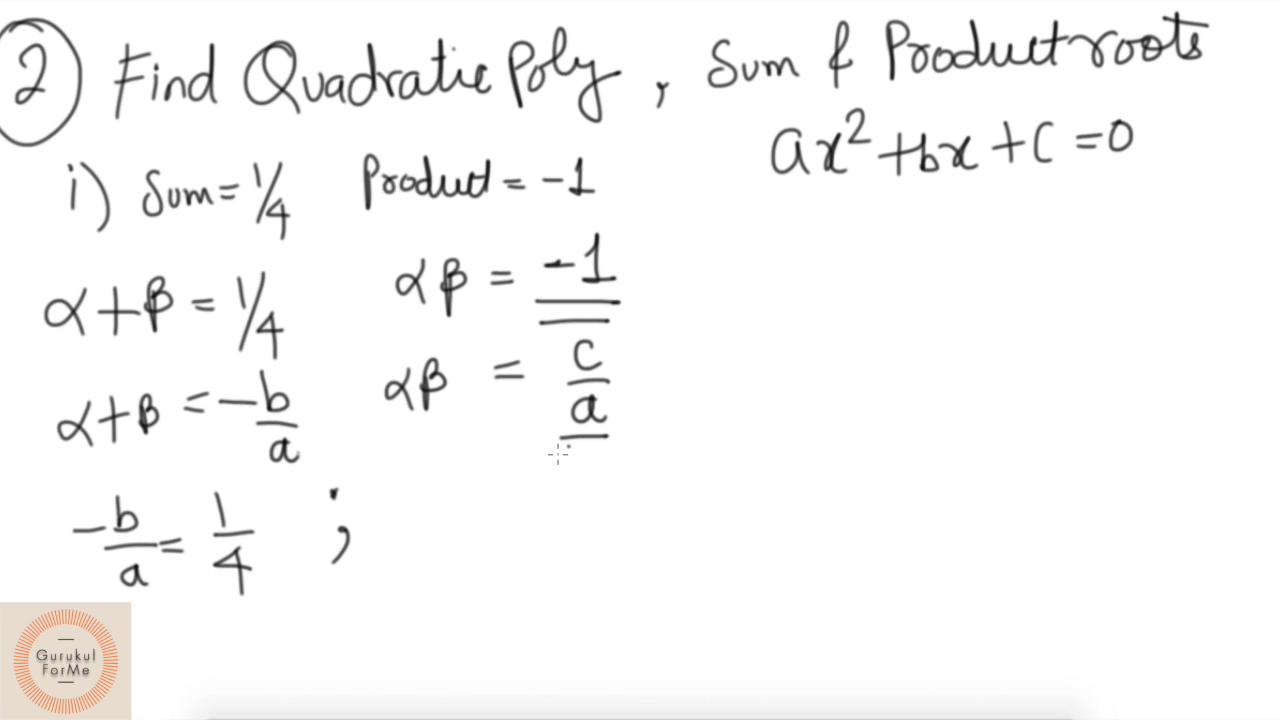 ② Find Quadratic Poly, Sum & Product roots
ax² + bx + c = 0
i) Sum = 1/4 Product = -1
α + β = 1/4 αβ = -1
α + β = -b/a αβ = c/a
-b/a = 1/4 ;
Gurukul
ForMe